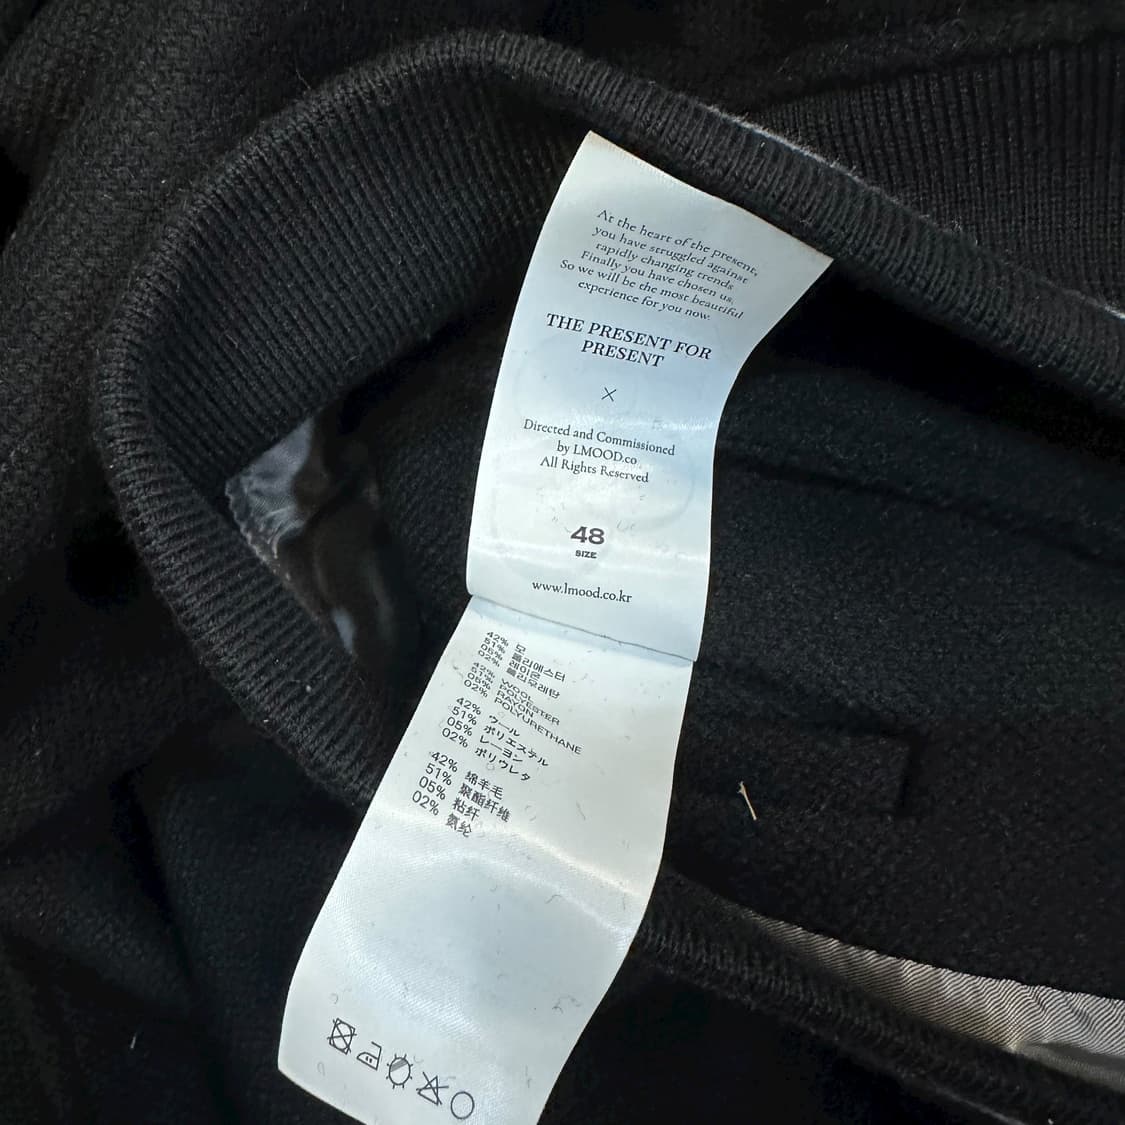 At the heart of the present,
you have struggled against
rapidly changing trends
Finally you have chosen us,
So we will be the most beautiful
experience for you now.
THE PRESENT FOR
PRESENT
×
Directed and Commissioned
by LMOOD.co
All Rights Reserved
48
SIZE
www.lmood.co.kr
42% 모
51% 폴리에스터
05% 레이온
02% 폴리우레탄
42% WOOL
51% POLYESTER
05% RAYON
02% POLYURETHANE
42% ウール
51% ポリエステル
05% レーヨン
02% ポリウレタ
42% 绵羊毛
51% 聚酯纤维
05% 粘纤
02% 氨纶